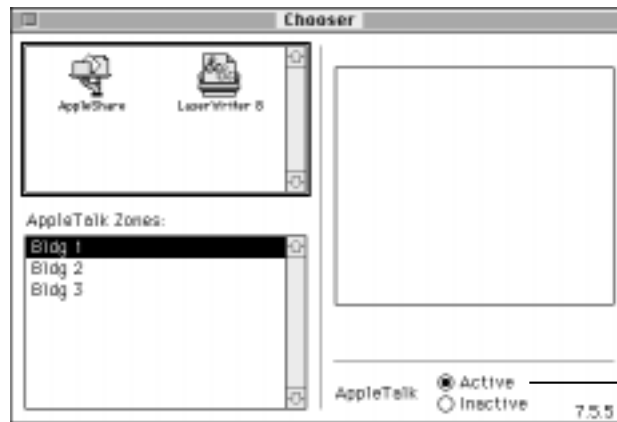 Chooser
AppleShare
LaserWriter 8
AppleTalk Zones:
Bldg 1
Bldg 2
Bldg 3
AppleTalk
Active
Inactive
7.5.5